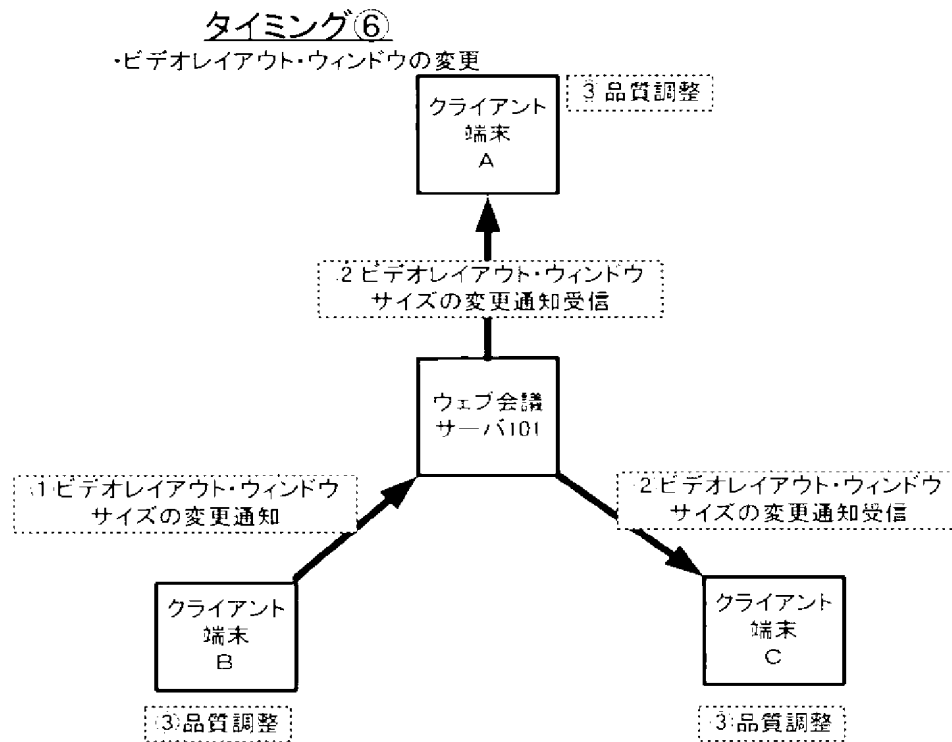 タイミング⑥
・ビデオレイアウト・ウィンドウの変更
クライアント
端末
A
③品質調整
2ビデオレイアウト・ウィンドウ
サイズの変更通知受信
ウェブ会議
サーバ101
①ビデオレイアウト・ウィンドウ
サイズの変更通知
2ビデオレイアウト・ウィンドウ
サイズの変更通知受信
クライアント
端末
B
クライアント
端末
C
③品質調整
③品質調整